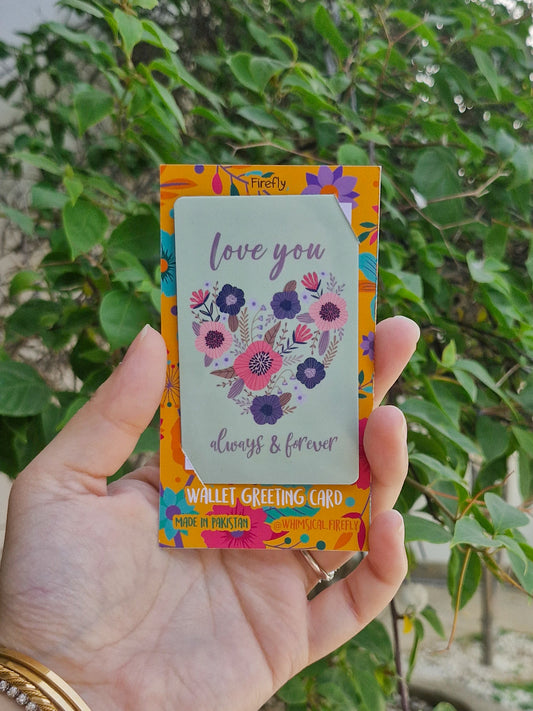 Firefly
love you
always & forever
WALLET GREETING CARD
MADE IN PAKISTAN @WHIMSICAL.FIREFLY